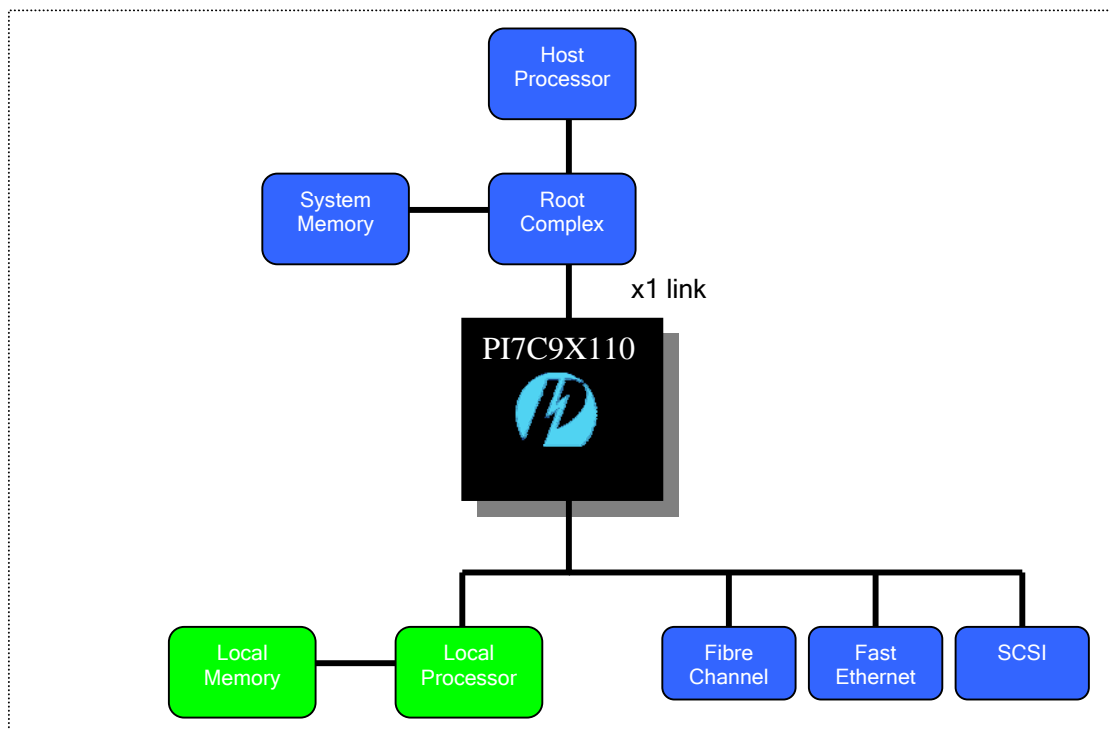 Host
Processor
System
Memory
Root
Complex
x1 link
PI7C9X110
Local
Memory
Local
Processor
Fibre
Channel
Fast
Ethernet
SCSI